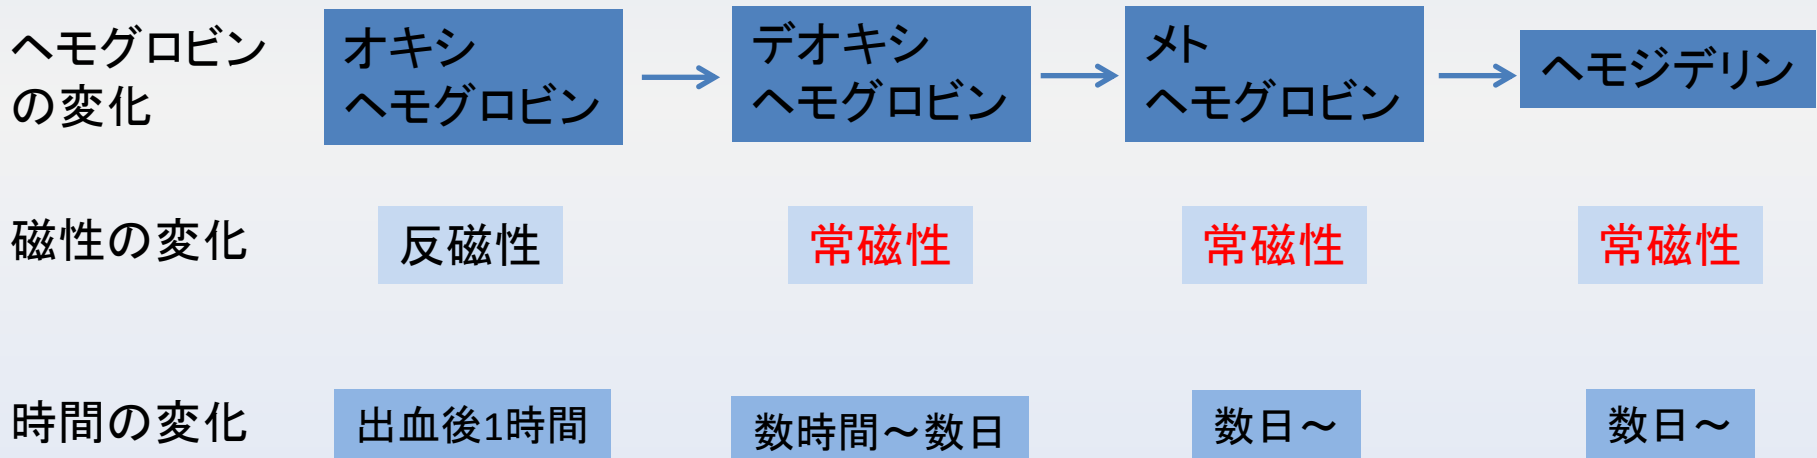 ヘモグロビン
の変化
オキシ
ヘモグロビン
デオキシ
ヘモグロビン
メト
ヘモグロビン
ヘモジデリン
磁性の変化
反磁性
常磁性
常磁性
常磁性
時間の変化
出血後1時間
数時間～数日
数日～
数日～